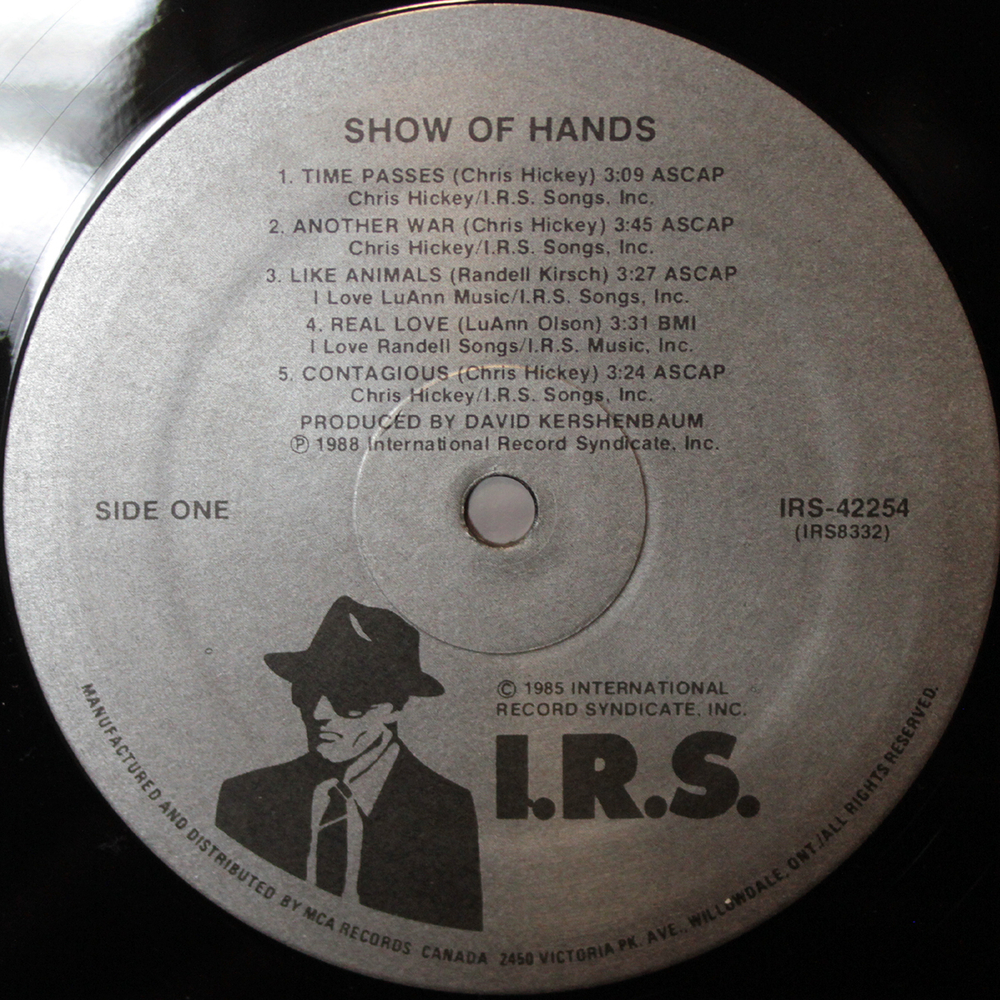 SHOW OF HANDS
1. TIME PASSES (Chris Hickey) 3:09 ASCAP
Chris Hickey/I.R.S. Songs, Inc.
2. ANOTHER WAR (Chris Hickey) 3:45 ASCAP
Chris Hickey/I.R.S. Songs, Inc.
3. LIKE ANIMALS (Randell Kirsch) 3:27 ASCAP
I Love LuAnn Music/I.R.S. Songs, Inc.
4. REAL LOVE (LuAnn Olson) 3:31 BMI
I Love Randell Songs/I.R.S. Music, Inc.
5. CONTAGIOUS (Chris Hickey) 3:24 ASCAP
Chris Hickey/I.R.S. Songs, Inc.
PRODUCED BY DAVID KERSHENBAUM
Ⓟ 1988 International Record Syndicate, Inc.
SIDE ONE
IRS-42254
(IRS8332)
© 1985 INTERNATIONAL
RECORD SYNDICATE, INC.
I.R.S.
MANUFACTURED AND DISTRIBUTED BY MCA RECORDS CANADA 2450 VICTORIA PK. AVE., WILLOWDALE, ONT./ALL RIGHTS RESERVED.